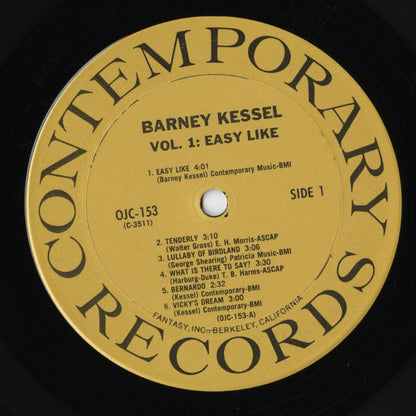 CONTEMPORARY RECORDS
BARNEY KESSEL
VOL. 1: EASY LIKE
1. EASY LIKE 4:01
(Barney Kessel) Contemporary Music-BMI
OJC-153
(C-3511)
SIDE 1
2. TENDERLY 3:10
(Walter Gross) E. H. Morris-ASCAP
3. LULLABY OF BIRDLAND 3:06
(George Shearing) Patricia Music-BMI
4. WHAT IS THERE TO SAY? 3:30
(Harburg-Duke) T. B. Harms-ASCAP
5. BERNARDO 2:32
(Kessel) Contemporary-BMI
6. VICKY'S DREAM 3:00
(Kessel) Contemporary-BMI
(OJC-153-A)
FANTASY, INC.—BERKELEY, CALIFORNIA